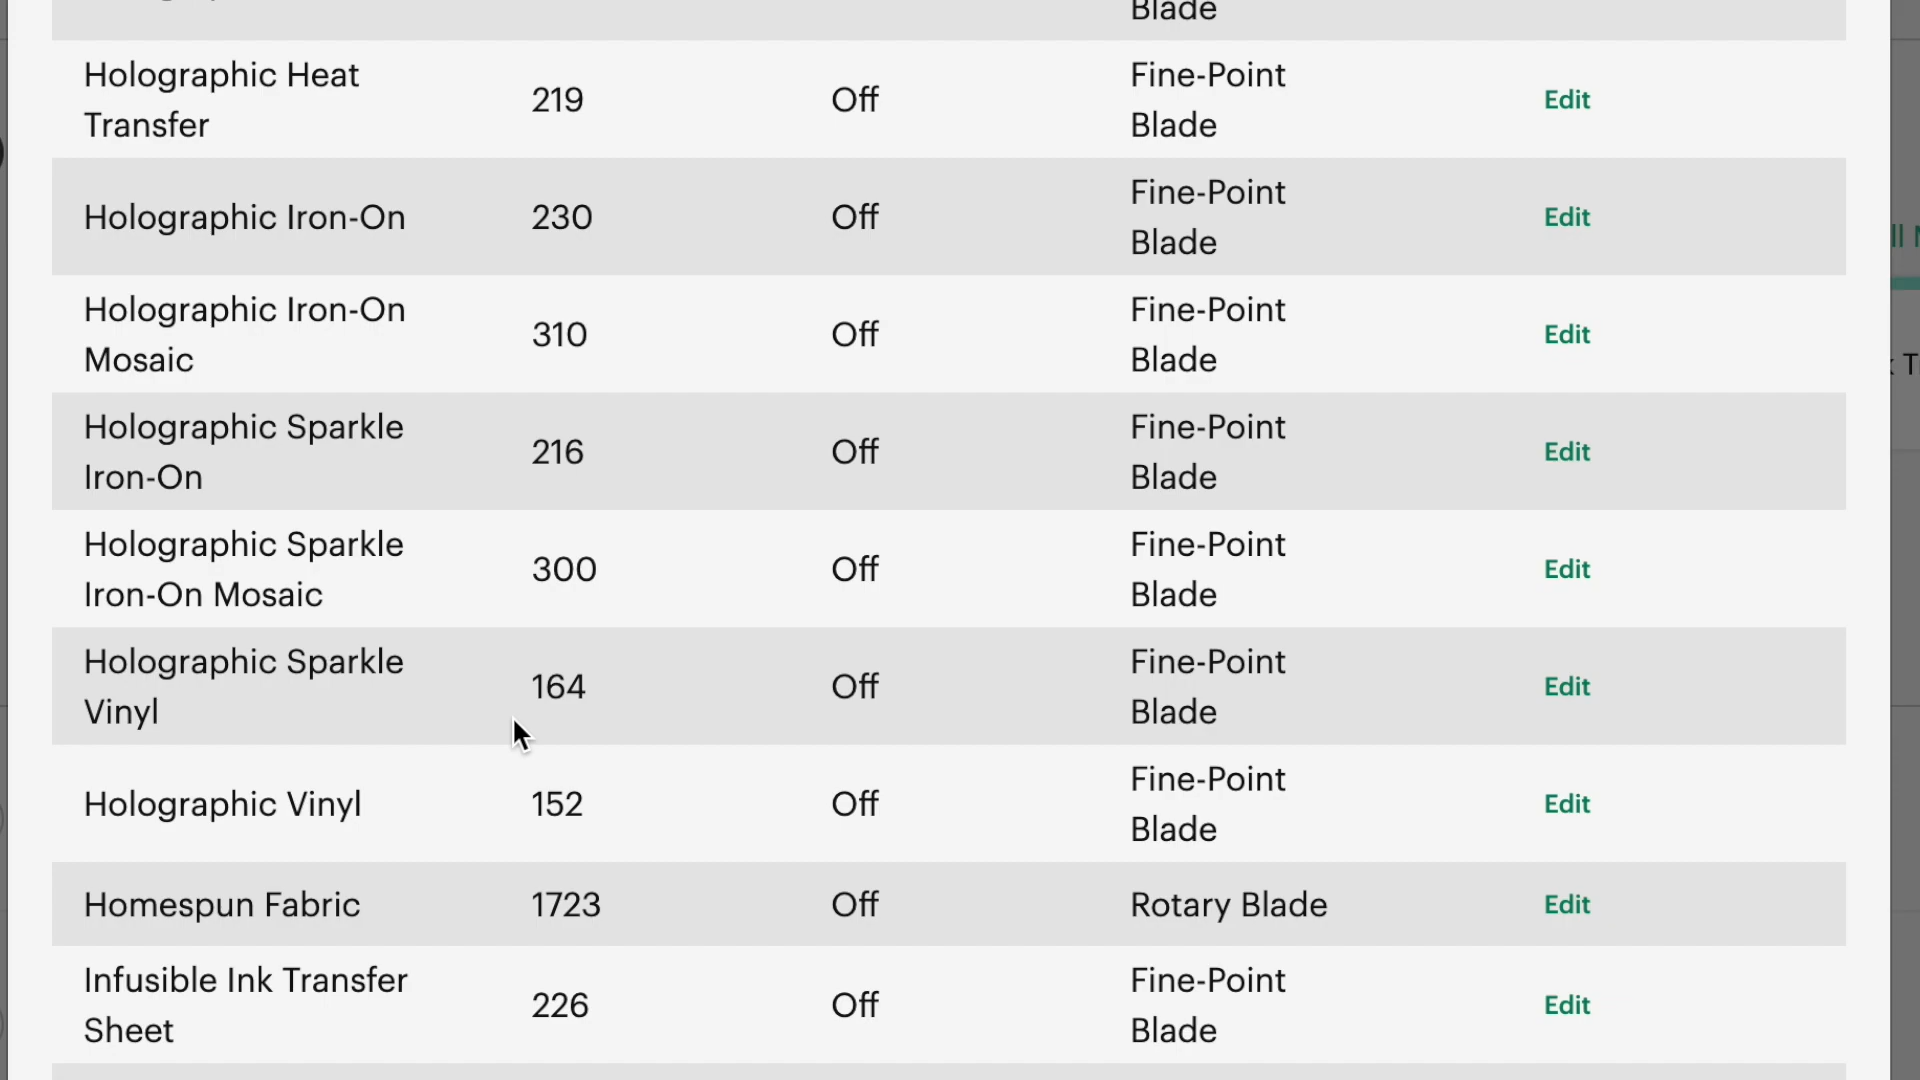 Blade
Holographic Heat
Transfer
219
Off
Fine-Point
Blade
Edit
Holographic Iron-On
230
Off
Fine-Point
Blade
Edit
Holographic Iron-On
Mosaic
310
Off
Fine-Point
Blade
Edit
Holographic Sparkle
Iron-On
216
Off
Fine-Point
Blade
Edit
Holographic Sparkle
Iron-On Mosaic
300
Off
Fine-Point
Blade
Edit
Holographic Sparkle
Vinyl
164
Off
Fine-Point
Blade
Edit
Holographic Vinyl
152
Off
Fine-Point
Blade
Edit
Homespun Fabric
1723
Off
Rotary Blade
Edit
Infusible Ink Transfer
Sheet
226
Off
Fine-Point
Blade
Edit